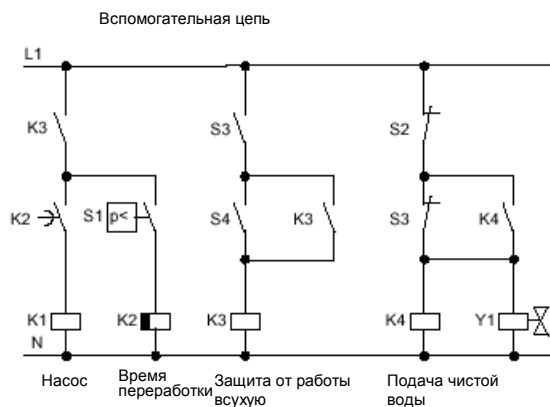 Вспомогательная цепь
L1
K3
S3
S2
K2
S1
p<
S4
K3
S3
K4
K1
K2
K3
K4
Y1
N
Насос
Время
переработки
Защита от работы
всухую
Подача чистой
воды